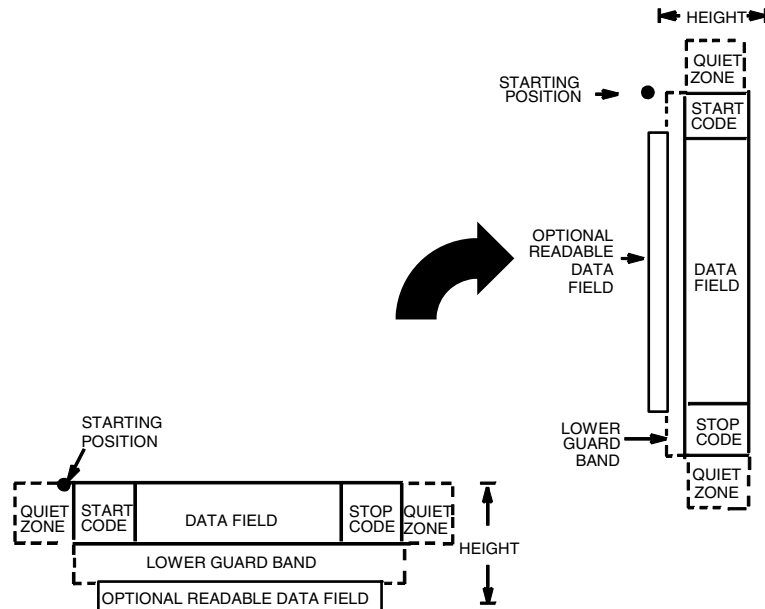 HEIGHT
QUIET
ZONE
STARTING
POSITION
START
CODE
OPTIONAL
READABLE
DATA
FIELD
DATA
FIELD
LOWER
GUARD
BAND
STOP
CODE
QUIET
ZONE
STARTING
POSITION
QUIET
ZONE
START
CODE
DATA FIELD
STOP
CODE
QUIET
ZONE
HEIGHT
LOWER GUARD BAND
OPTIONAL READABLE DATA FIELD